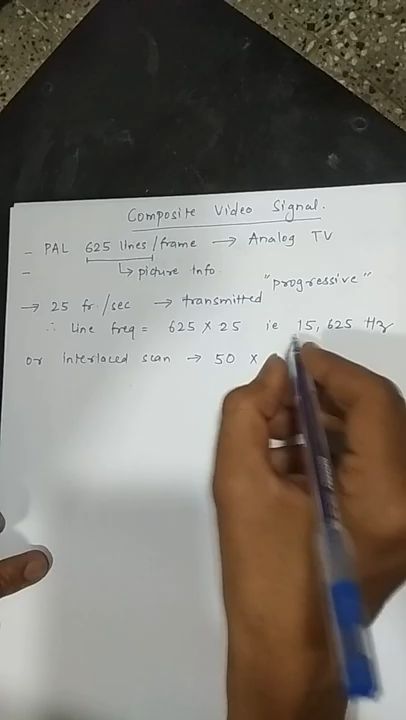 Composite Video Signal.
- PAL 625 lines/frame → Analog TV
- ↳ picture Info.
"progressive"
→ 25 fr./sec → transmitted
∴ Line freq = 625 X 25 ie 15,625 Hz
or interlaced scan → 50 x